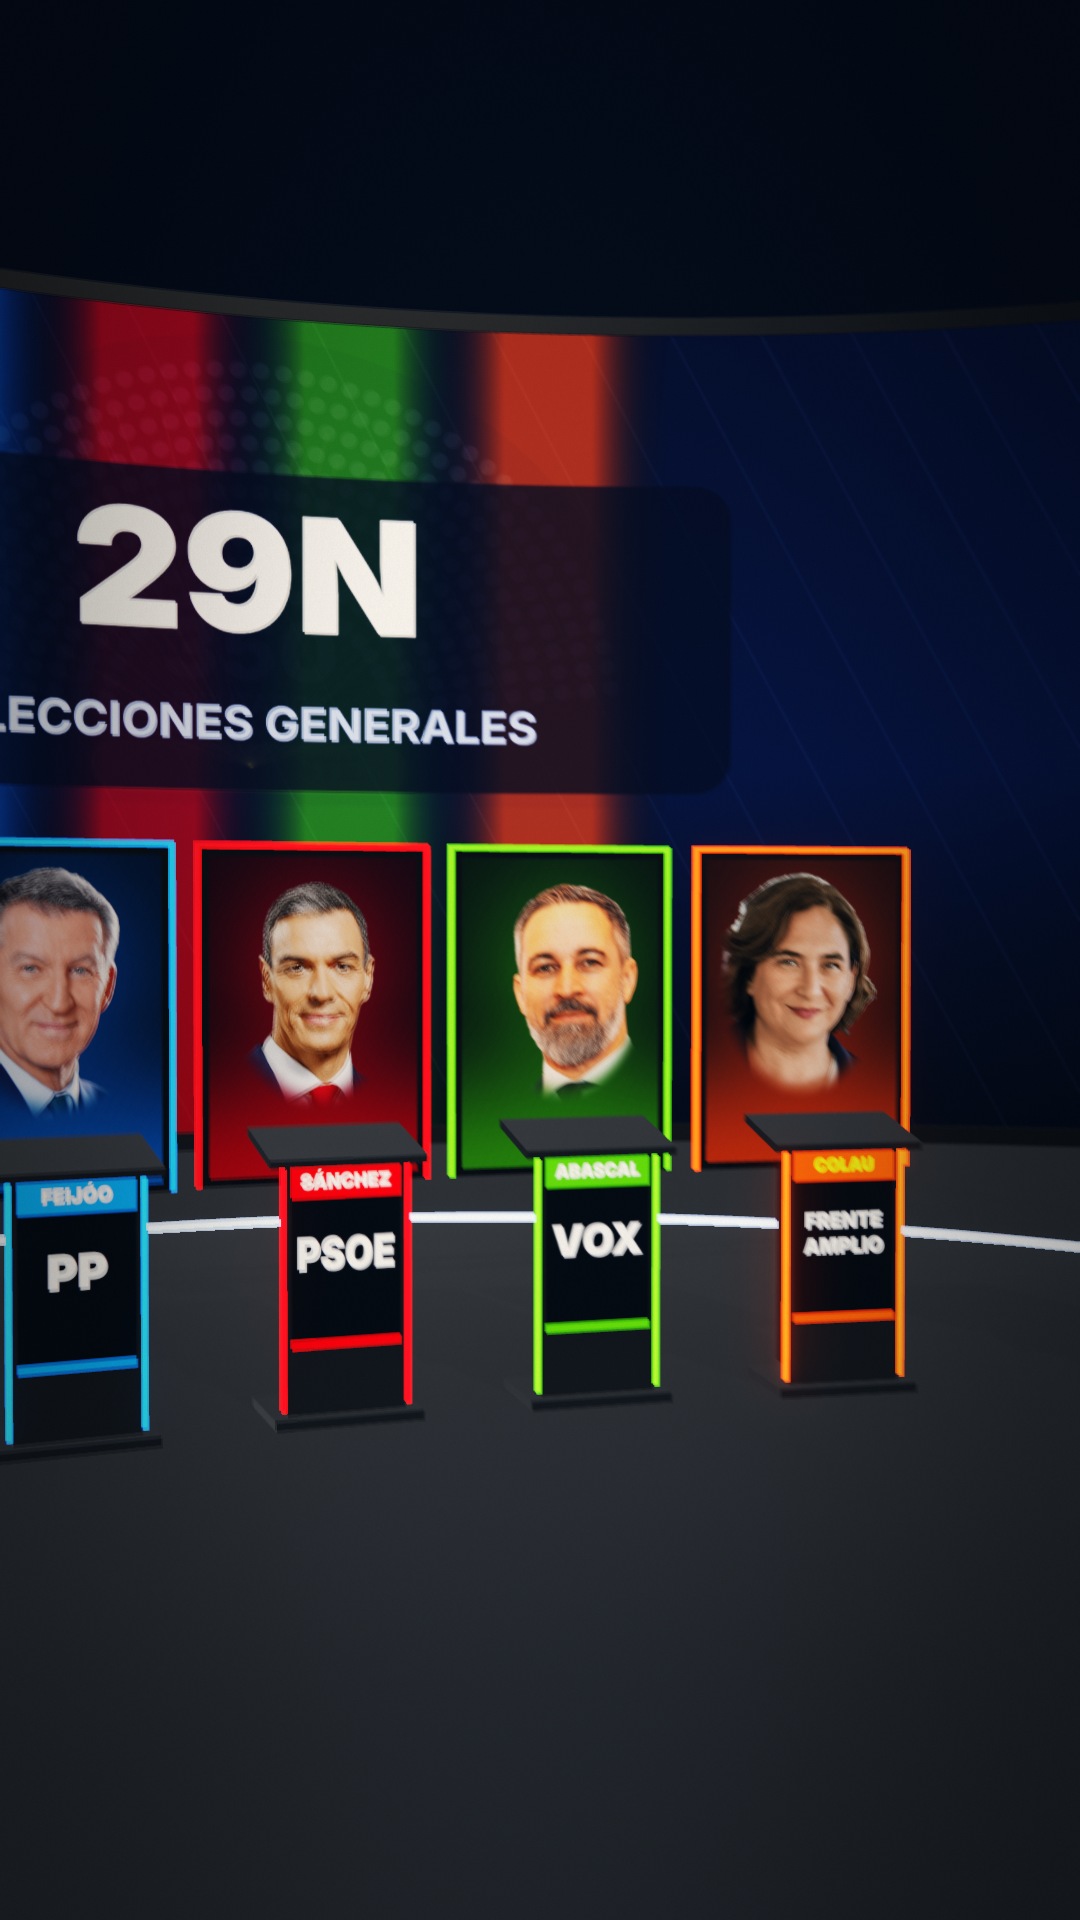 29N
LECCIONES GENERALES
FEIJÓO
PP
SÁNCHEZ
PSOE
ABASCAL
VOX
COLAU
FRENTE
AMPLIO